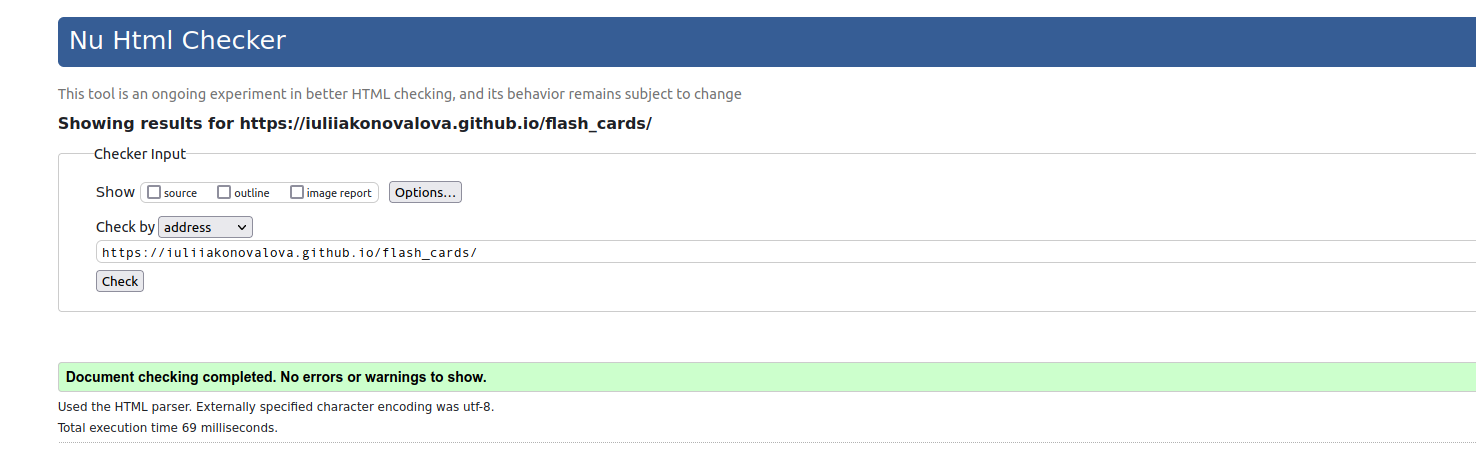 Nu Html Checker
This tool is an ongoing experiment in better HTML checking, and its behavior remains subject to change
Showing results for https://iuliiakonovalova.github.io/flash_cards/
Checker Input
Show source outline image report Options...
Check by address
https://iuliiakonovalova.github.io/flash_cards/
Check
Document checking completed. No errors or warnings to show.
Used the HTML parser. Externally specified character encoding was utf-8.
Total execution time 69 milliseconds.